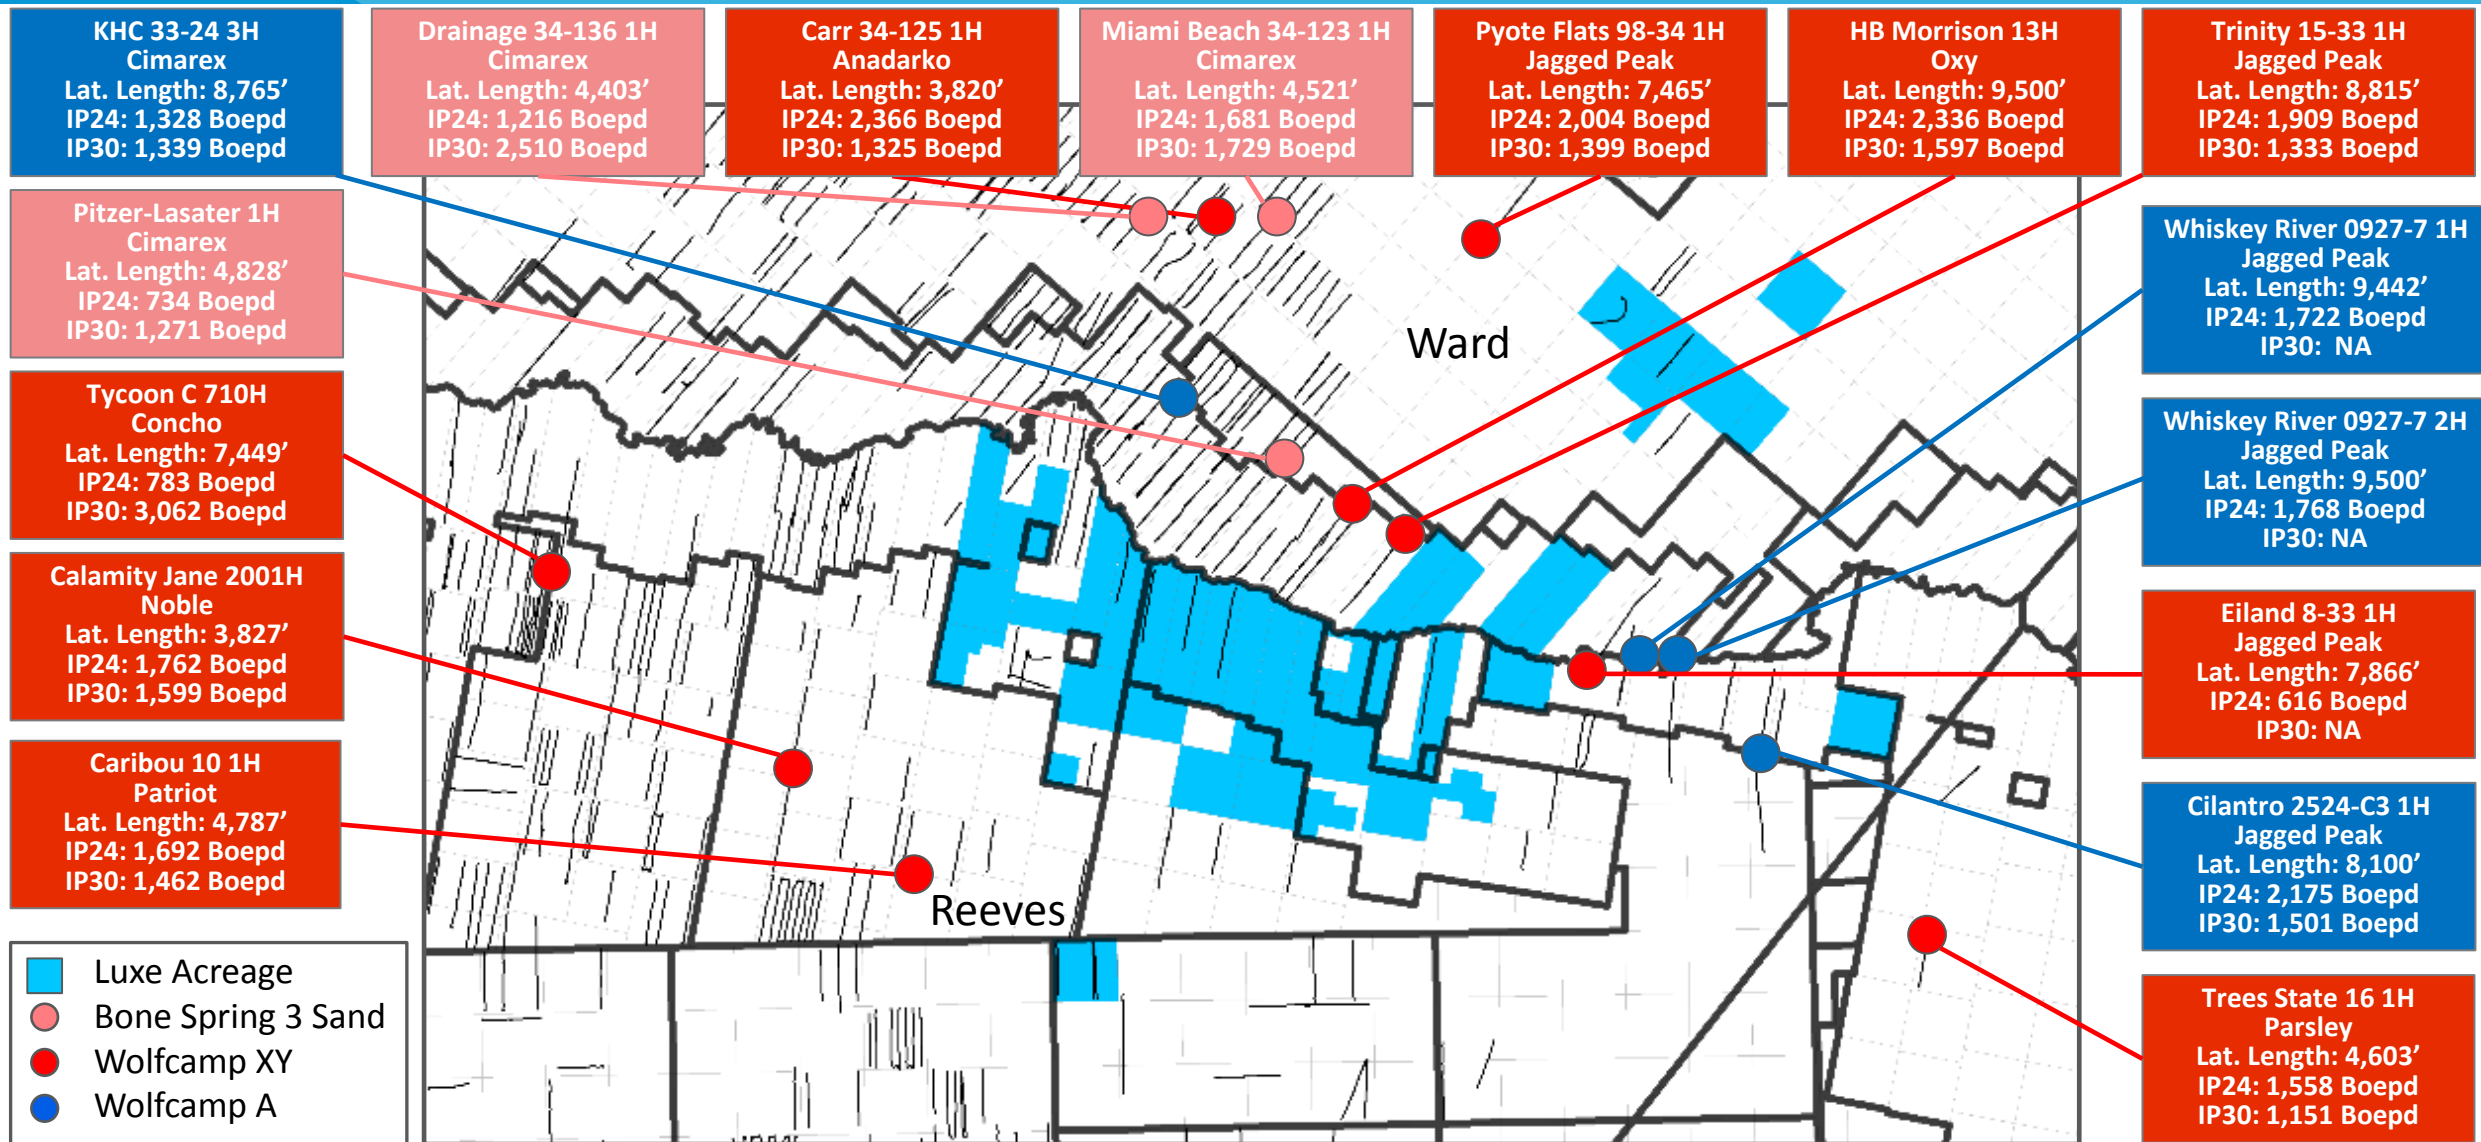 KHC 33-24 3H
Cimarex
Lat. Length: 8,765’
IP24: 1,328 Boepd
IP30: 1,339 Boepd
Drainage 34-136 1H
Cimarex
Lat. Length: 4,403’
IP24: 1,216 Boepd
IP30: 2,510 Boepd
Carr 34-125 1H
Anadarko
Lat. Length: 3,820’
IP24: 2,366 Boepd
IP30: 1,325 Boepd
Miami Beach 34-123 1H
Cimarex
Lat. Length: 4,521’
IP24: 1,681 Boepd
IP30: 1,729 Boepd
Pyote Flats 98-34 1H
Jagged Peak
Lat. Length: 7,465’
IP24: 2,004 Boepd
IP30: 1,399 Boepd
HB Morrison 13H
Oxy
Lat. Length: 9,500’
IP24: 2,336 Boepd
IP30: 1,597 Boepd
Trinity 15-33 1H
Jagged Peak
Lat. Length: 8,815’
IP24: 1,909 Boepd
IP30: 1,333 Boepd
Pitzer-Lasater 1H
Cimarex
Lat. Length: 4,828’
IP24: 734 Boepd
IP30: 1,271 Boepd
Tycoon C 710H
Concho
Lat. Length: 7,449’
IP24: 783 Boepd
IP30: 3,062 Boepd
Calamity Jane 2001H
Noble
Lat. Length: 3,827’
IP24: 1,762 Boepd
IP30: 1,599 Boepd
Caribou 10 1H
Patriot
Lat. Length: 4,787’
IP24: 1,692 Boepd
IP30: 1,462 Boepd
Ward
Reeves
Whiskey River 0927-7 1H
Jagged Peak
Lat. Length: 9,442’
IP24: 1,722 Boepd
IP30: NA
Whiskey River 0927-7 2H
Jagged Peak
Lat. Length: 9,500’
IP24: 1,768 Boepd
IP30: NA
Eiland 8-33 1H
Jagged Peak
Lat. Length: 7,866’
IP24: 616 Boepd
IP30: NA
Cilantro 2524-C3 1H
Jagged Peak
Lat. Length: 8,100’
IP24: 2,175 Boepd
IP30: 1,501 Boepd
Trees State 16 1H
Parsley
Lat. Length: 4,603’
IP24: 1,558 Boepd
IP30: 1,151 Boepd
Luxe Acreage
Bone Spring 3 Sand
Wolfcamp XY
Wolfcamp A